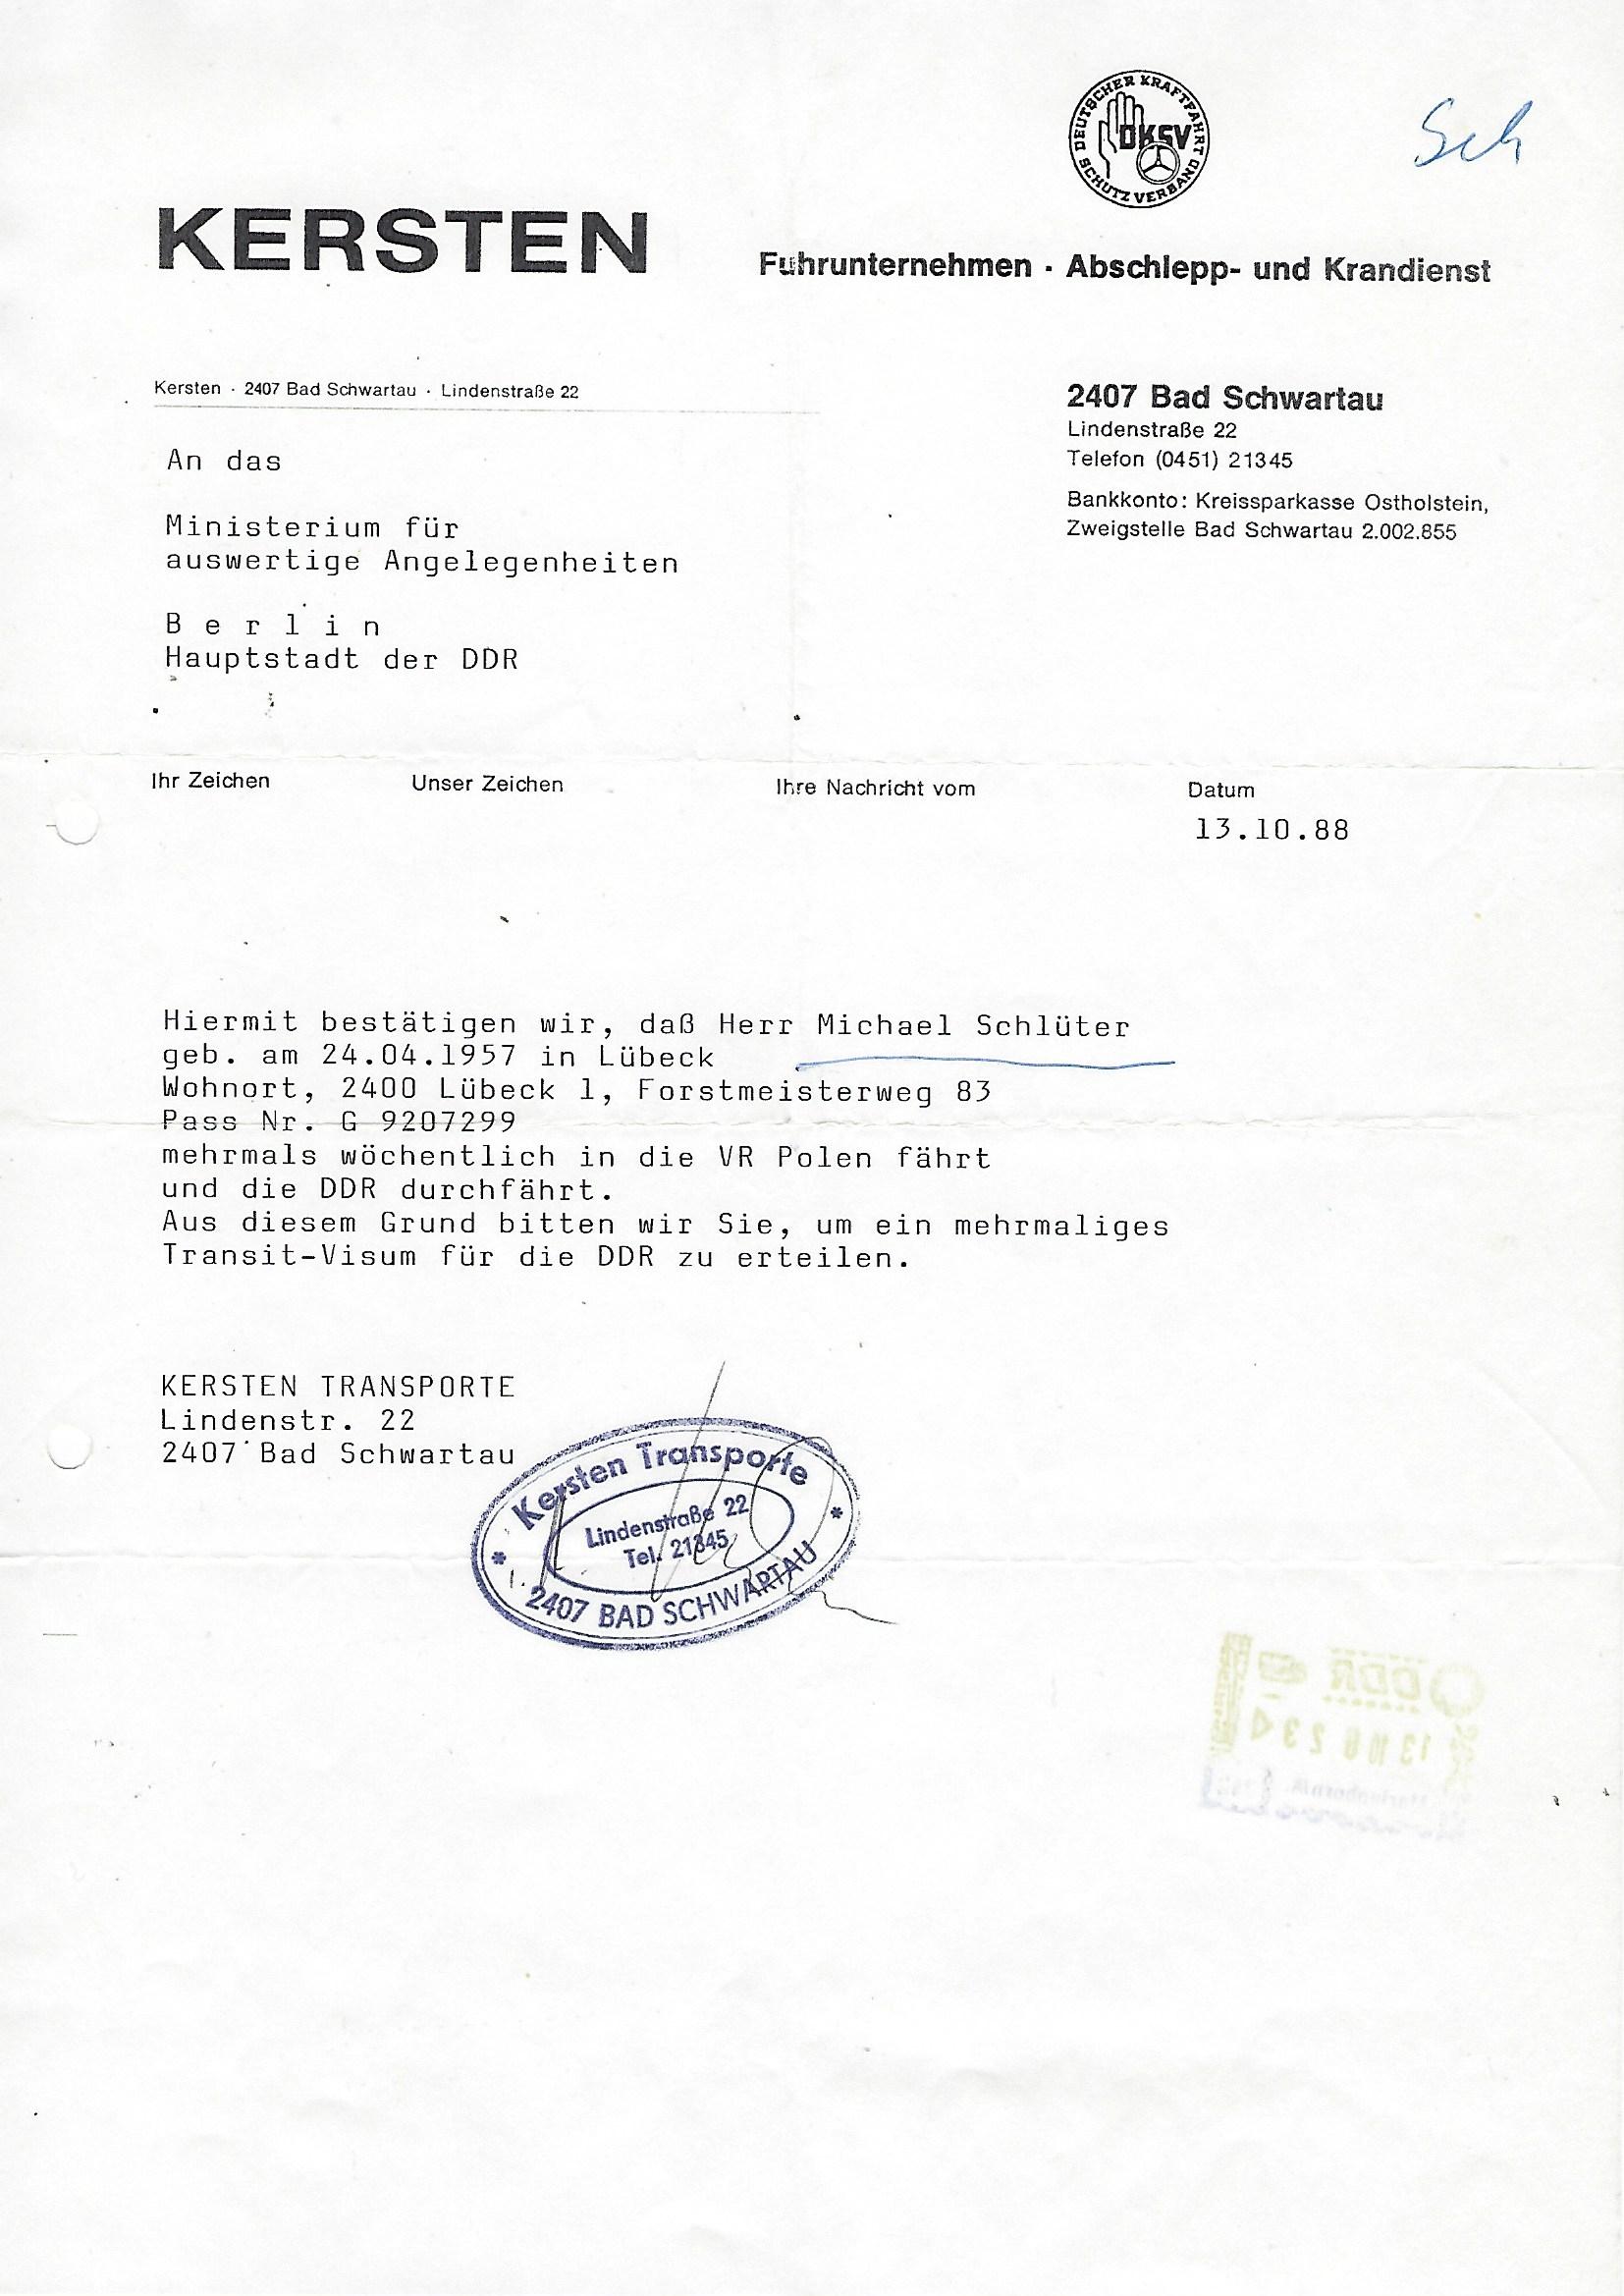 DEUTSCHER KRAFTFAHRT SCHUTZ VERBAND
DKSV
Sch
KERSTEN
Fuhrunternehmen · Abschlepp- und Krandienst
Kersten · 2407 Bad Schwartau · Lindenstraße 22
2407 Bad Schwartau
Lindenstraße 22
Telefon (0451) 21345
Bankkonto: Kreissparkasse Ostholstein,
Zweigstelle Bad Schwartau 2.002.855
An das
Ministerium für
auswertige Angelegenheiten
B e r l i n
Hauptstadt der DDR
Ihr Zeichen Unser Zeichen Ihre Nachricht vom Datum
13.10.88
Hiermit bestätigen wir, daß Herr Michael Schlüter
geb. am 24.04.1957 in Lübeck
Wohnort, 2400 Lübeck 1, Forstmeisterweg 83
Pass Nr. G 9207299
mehrmals wöchentlich in die VR Polen fährt
und die DDR durchfährt.
Aus diesem Grund bitten wir Sie, um ein mehrmaliges
Transit-Visum für die DDR zu erteilen.
KERSTEN TRANSPORTE
Lindenstr. 22
2407 Bad Schwartau
Kersten Transporte
Lindenstraße 22
Tel. 21345
* 2407 BAD SCHWARTAU *
DDR